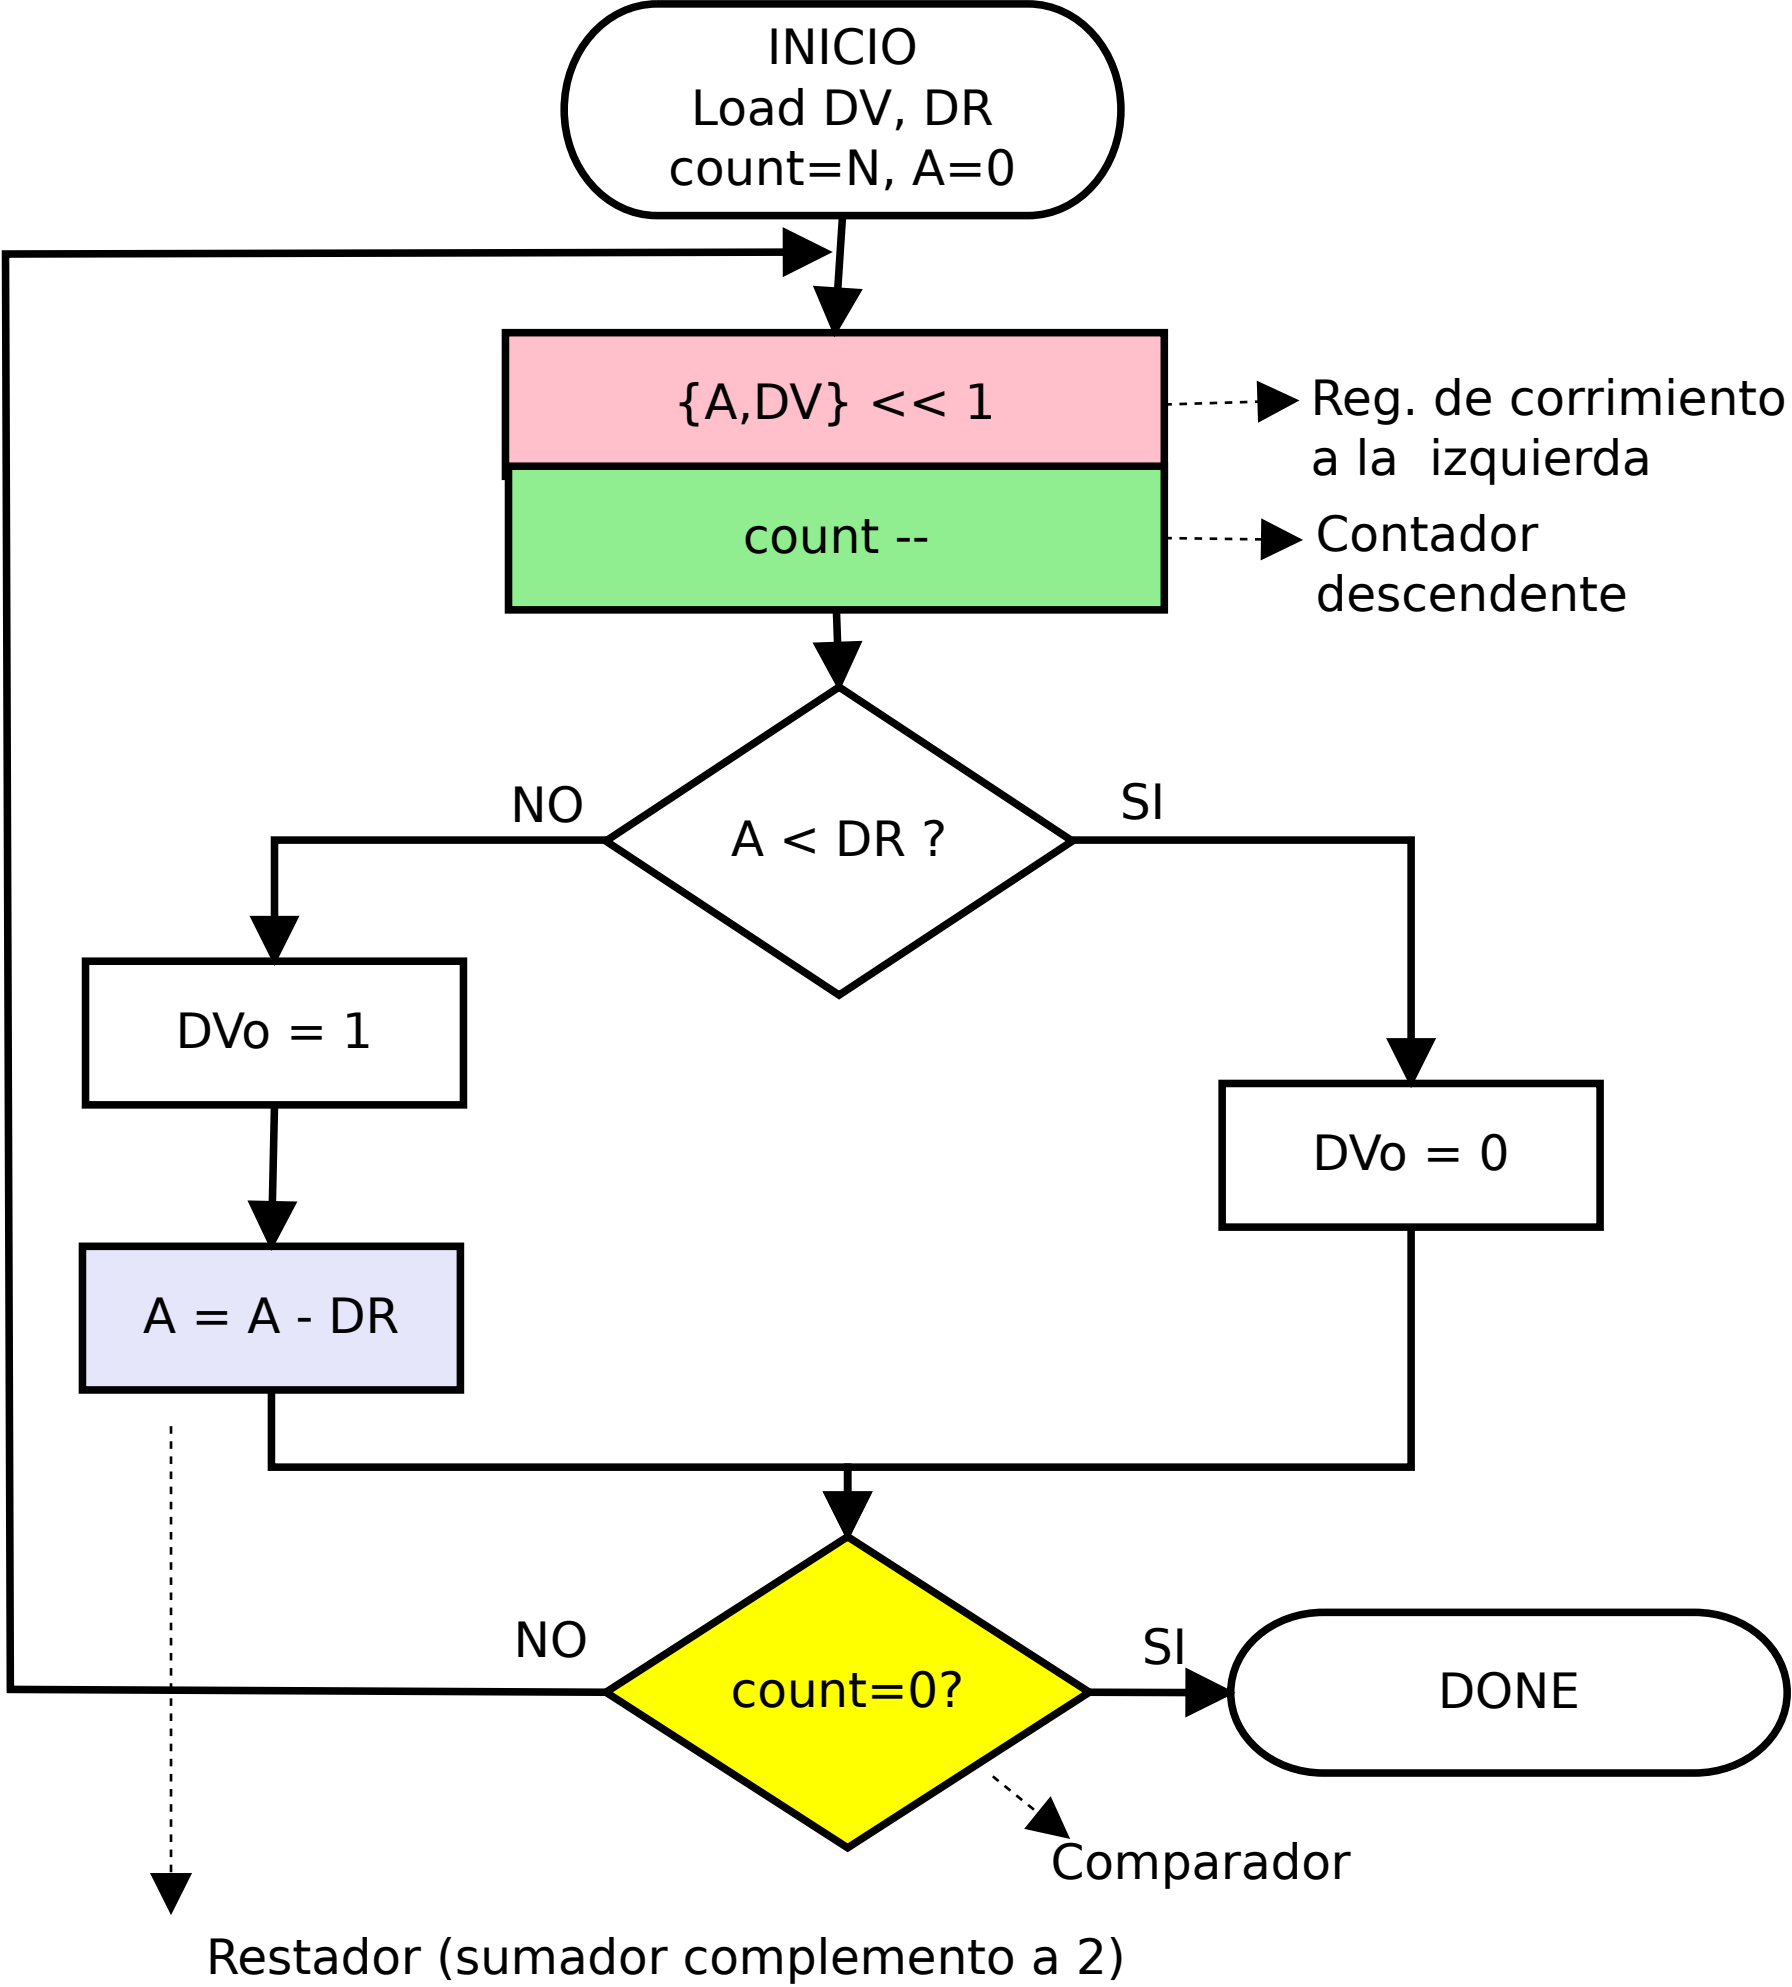 INICIO
Load DV, DR
count=N, A=0
{A,DV} << 1
Reg. de corrimiento
a la  izquierda
count --
Contador
descendente
A < DR ?
NO
SI
DVo = 1
DVo = 0
A = A - DR
count=0?
NO
SI
DONE
Comparador
Restador (sumador complemento a 2)